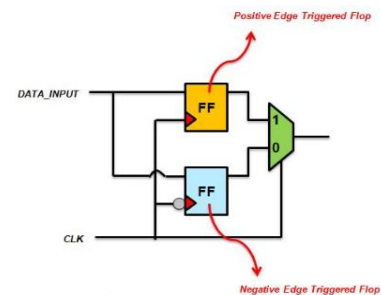 Positive Edge Triggered Flop
DATA_INPUT
FF
1
0
FF
CLK
Negative Edge Triggered Flop